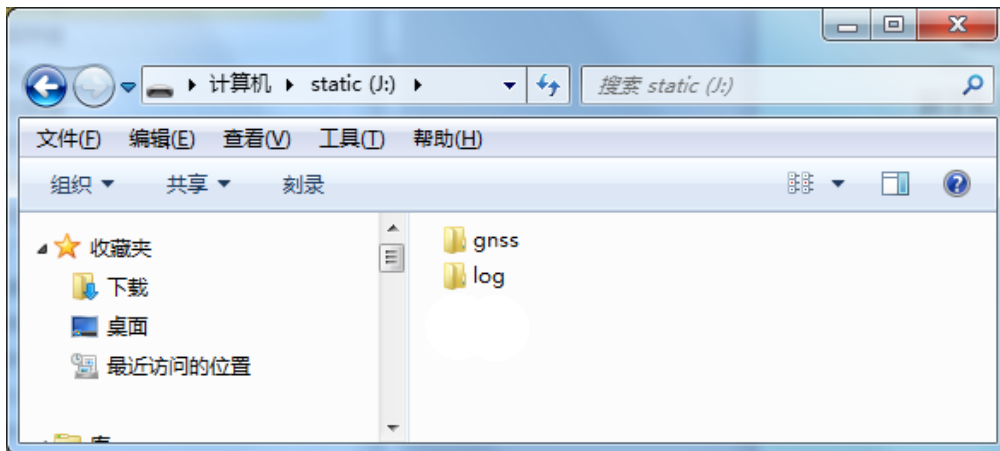 计算机 static (J:)
搜索 static (J:)
文件(F) 编辑(E) 查看(V) 工具(T) 帮助(H)
组织 共享 刻录
收藏夹
下载
桌面
最近访问的位置
库
gnss
log